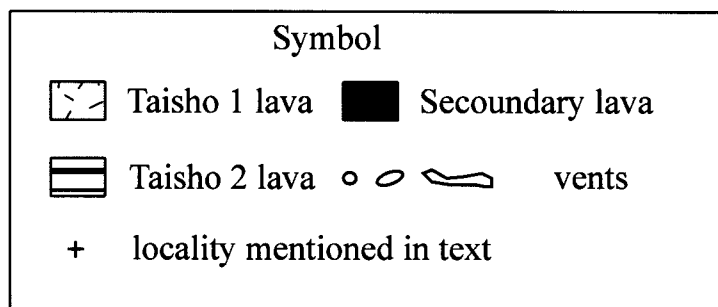 Symbol
Taisho 1 lava Secoundary lava
Taisho 2 lava vents
+ locality mentioned in text